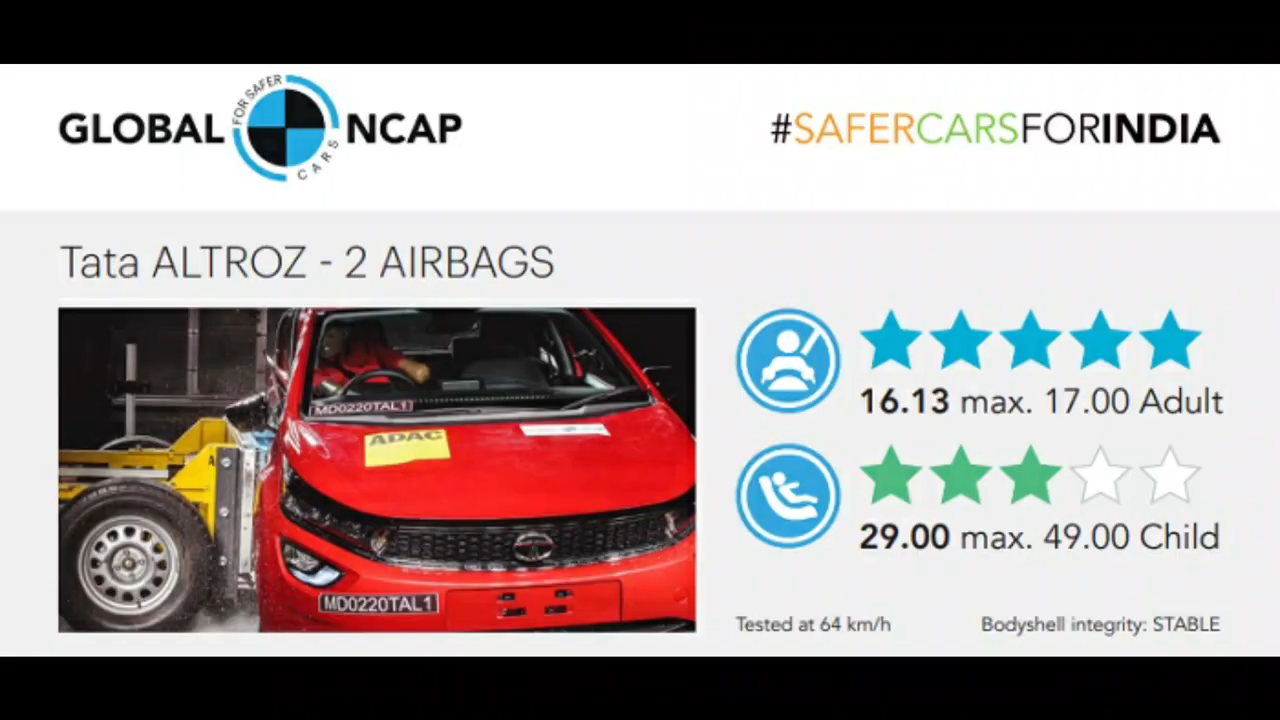 GLOBAL NCAP
FOR SAFER
CARS
#SAFERCARSFORINDIA
Tata ALTROZ - 2 AIRBAGS
MD0220TAL1
ADAC
A
MD0220TAL1
16.13 max. 17.00 Adult
29.00 max. 49.00 Child
Tested at 64 km/h
Bodyshell integrity: STABLE